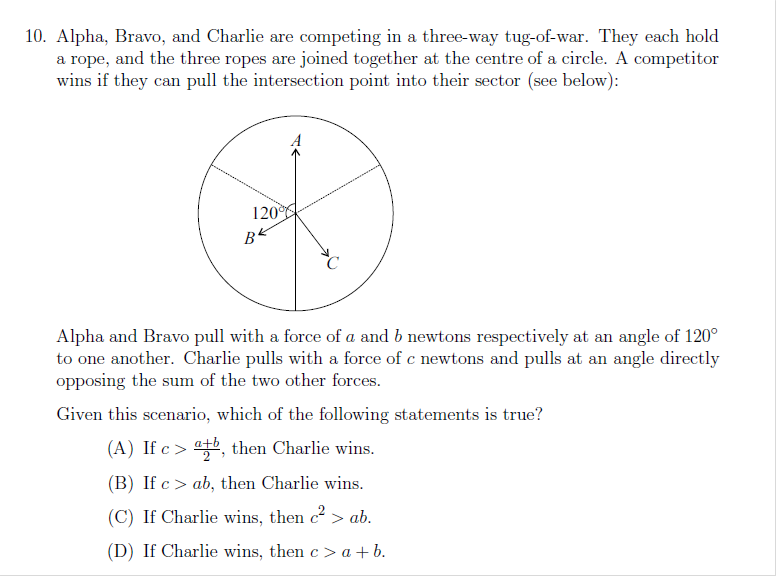 10. Alpha, Bravo, and Charlie are competing in a three-way tug-of-war. They each hold
a rope, and the three ropes are joined together at the centre of a circle. A competitor
wins if they can pull the intersection point into their sector (see below):
A
120°
B
C
Alpha and Bravo pull with a force of a and b newtons respectively at an angle of 120°
to one another. Charlie pulls with a force of c newtons and pulls at an angle directly
opposing the sum of the two other forces.
Given this scenario, which of the following statements is true?
(A) If c > \frac{a+b}{2}, then Charlie wins.
(B) If c > ab, then Charlie wins.
(C) If Charlie wins, then c² > ab.
(D) If Charlie wins, then c > a + b.